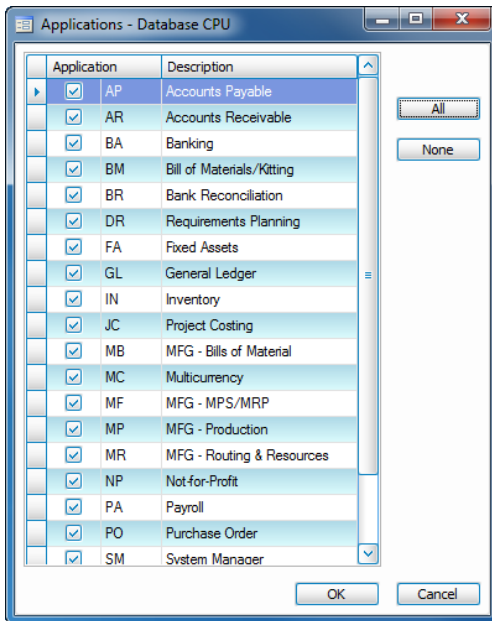 Applications - Database CPU
Application Description
AP Accounts Payable
AR Accounts Receivable
BA Banking
BM Bill of Materials/Kitting
BR Bank Reconciliation
DR Requirements Planning
FA Fixed Assets
GL General Ledger
IN Inventory
JC Project Costing
MB MFG - Bills of Material
MC Multicurrency
MF MFG - MPS/MRP
MP MFG - Production
MR MFG - Routing & Resources
NP Not-for-Profit
PA Payroll
PO Purchase Order
SM System Manager
All
None
OK Cancel